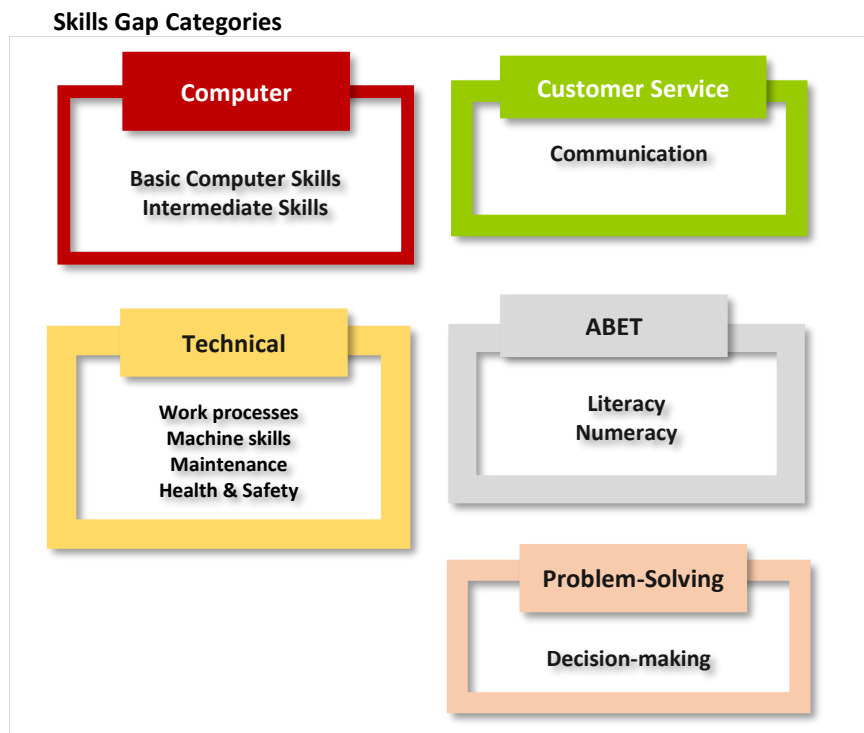 Skills Gap Categories
Computer
Basic Computer Skills
Intermediate Skills
Customer Service
Communication
Technical
Work processes
Machine skills
Maintenance
Health & Safety
ABET
Literacy
Numeracy
Problem-Solving
Decision-making